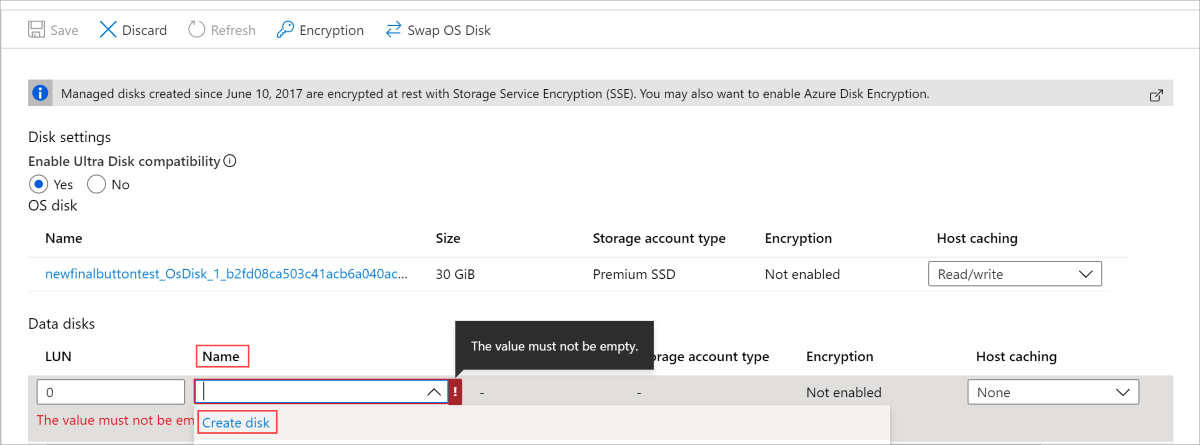 Save Discard Refresh Encryption Swap OS Disk
Managed disks created since June 10, 2017 are encrypted at rest with Storage Service Encryption (SSE). You may also want to enable Azure Disk Encryption.
Disk settings
Enable Ultra Disk compatibility
Yes No
OS disk
Name Size Storage account type Encryption Host caching
newfinalbuttontest_OsDisk_1_b2fd08ca503c41acb6a040ac... 30 GiB Premium SSD Not enabled Read/write
Data disks
The value must not be empty.
LUN Name rage account type Encryption Host caching
0 ! - - Not enabled None
The value must not be em
Create disk